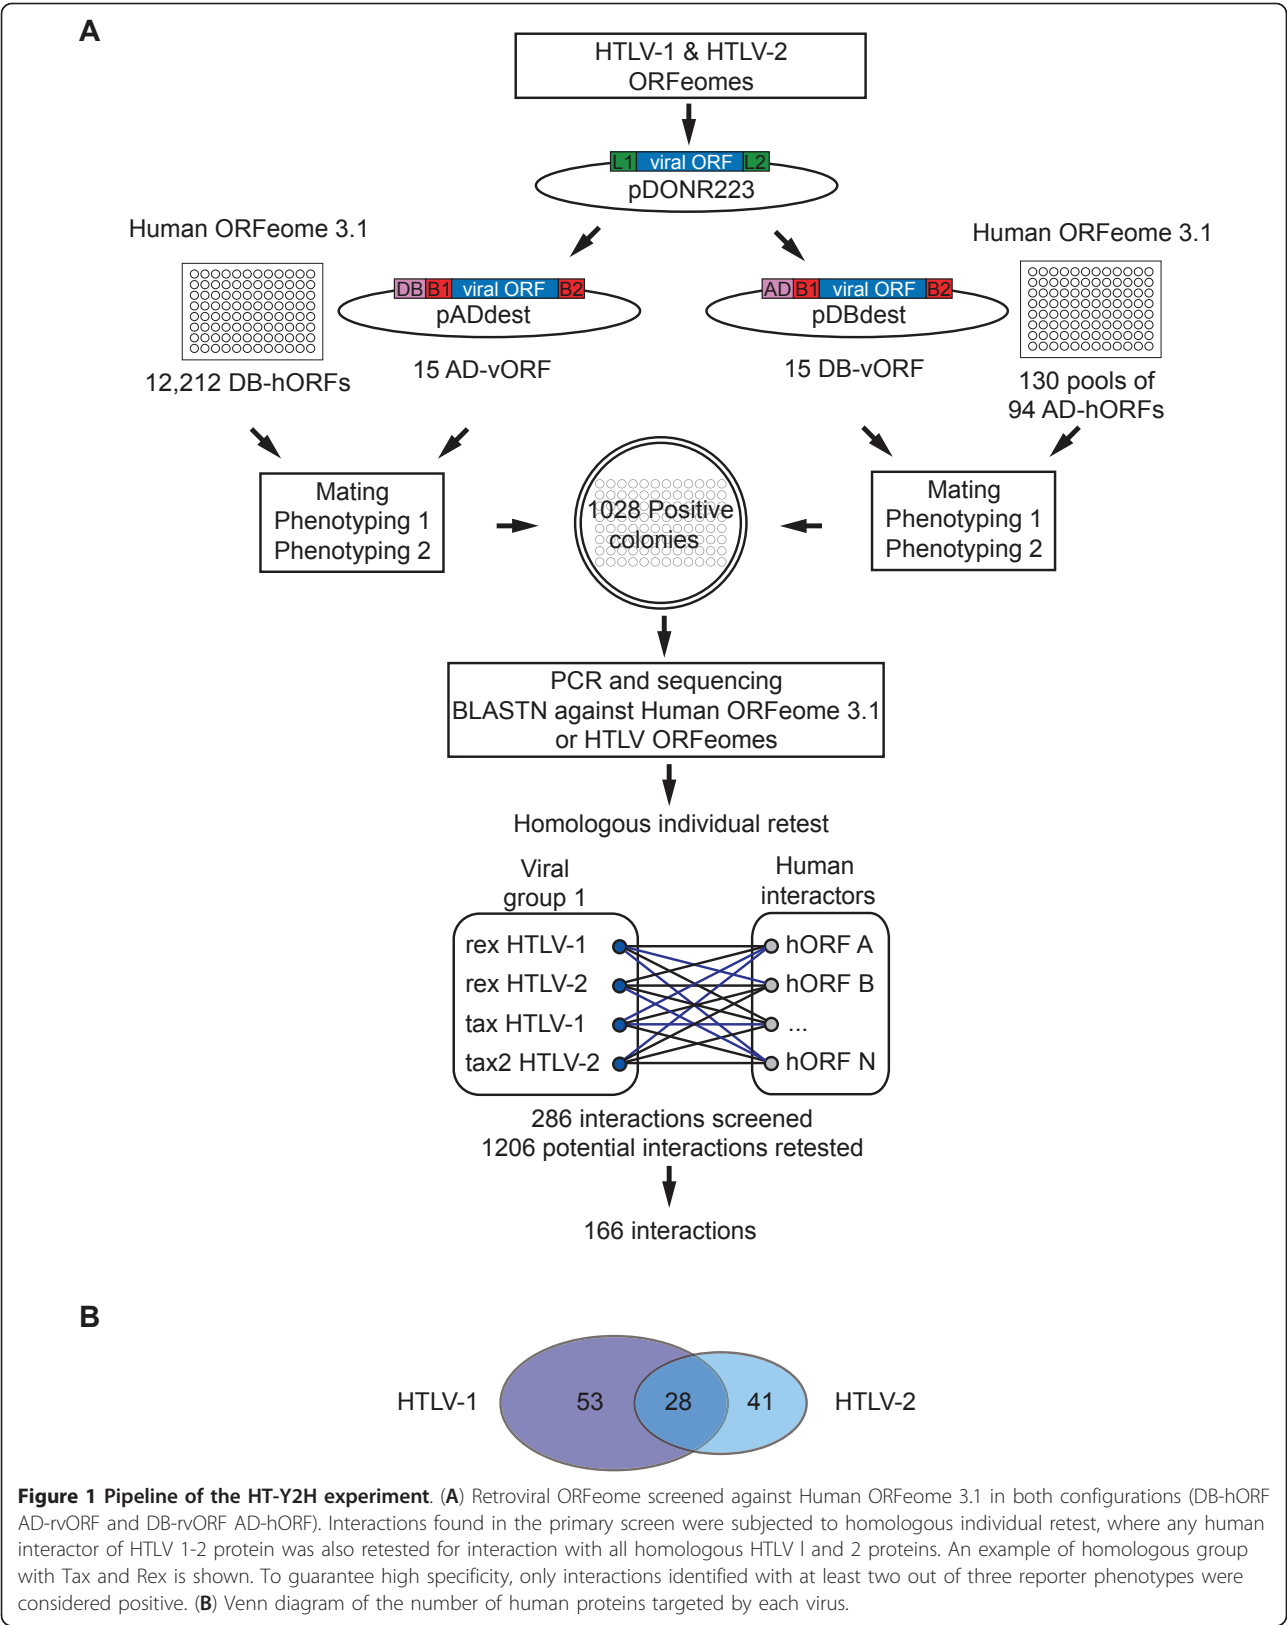 A
HTLV-1 & HTLV-2
ORFeomes
L1 viral ORF L2
pDONR223
Human ORFeome 3.1
Human ORFeome 3.1
DB B1 viral ORF B2
pADdest
AD B1 viral ORF B2
pDBdest
12,212 DB-hORFs
15 AD-vORF
15 DB-vORF
130 pools of
94 AD-hORFs
Mating
Phenotyping 1
Phenotyping 2
1028 Positive
colonies
Mating
Phenotyping 1
Phenotyping 2
PCR and sequencing
BLASTN against Human ORFeome 3.1
or HTLV ORFeomes
Homologous individual retest
Viral
group 1
Human
interactors
rex HTLV-1
hORF A
rex HTLV-2
hORF B
tax HTLV-1
...
tax2 HTLV-2
hORF N
286 interactions screened
1206 potential interactions retested
166 interactions
B
HTLV-1 53 28 41 HTLV-2
Figure 1 Pipeline of the HT-Y2H experiment. (A) Retroviral ORFeome screened against Human ORFeome 3.1 in both configurations (DB-hORF
AD-rvORF and DB-rvORF AD-hORF). Interactions found in the primary screen were subjected to homologous individual retest, where any human
interactor of HTLV 1-2 protein was also retested for interaction with all homologous HTLV I and 2 proteins. An example of homologous group
with Tax and Rex is shown. To guarantee high specificity, only interactions identified with at least two out of three reporter phenotypes were
considered positive. (B) Venn diagram of the number of human proteins targeted by each virus.